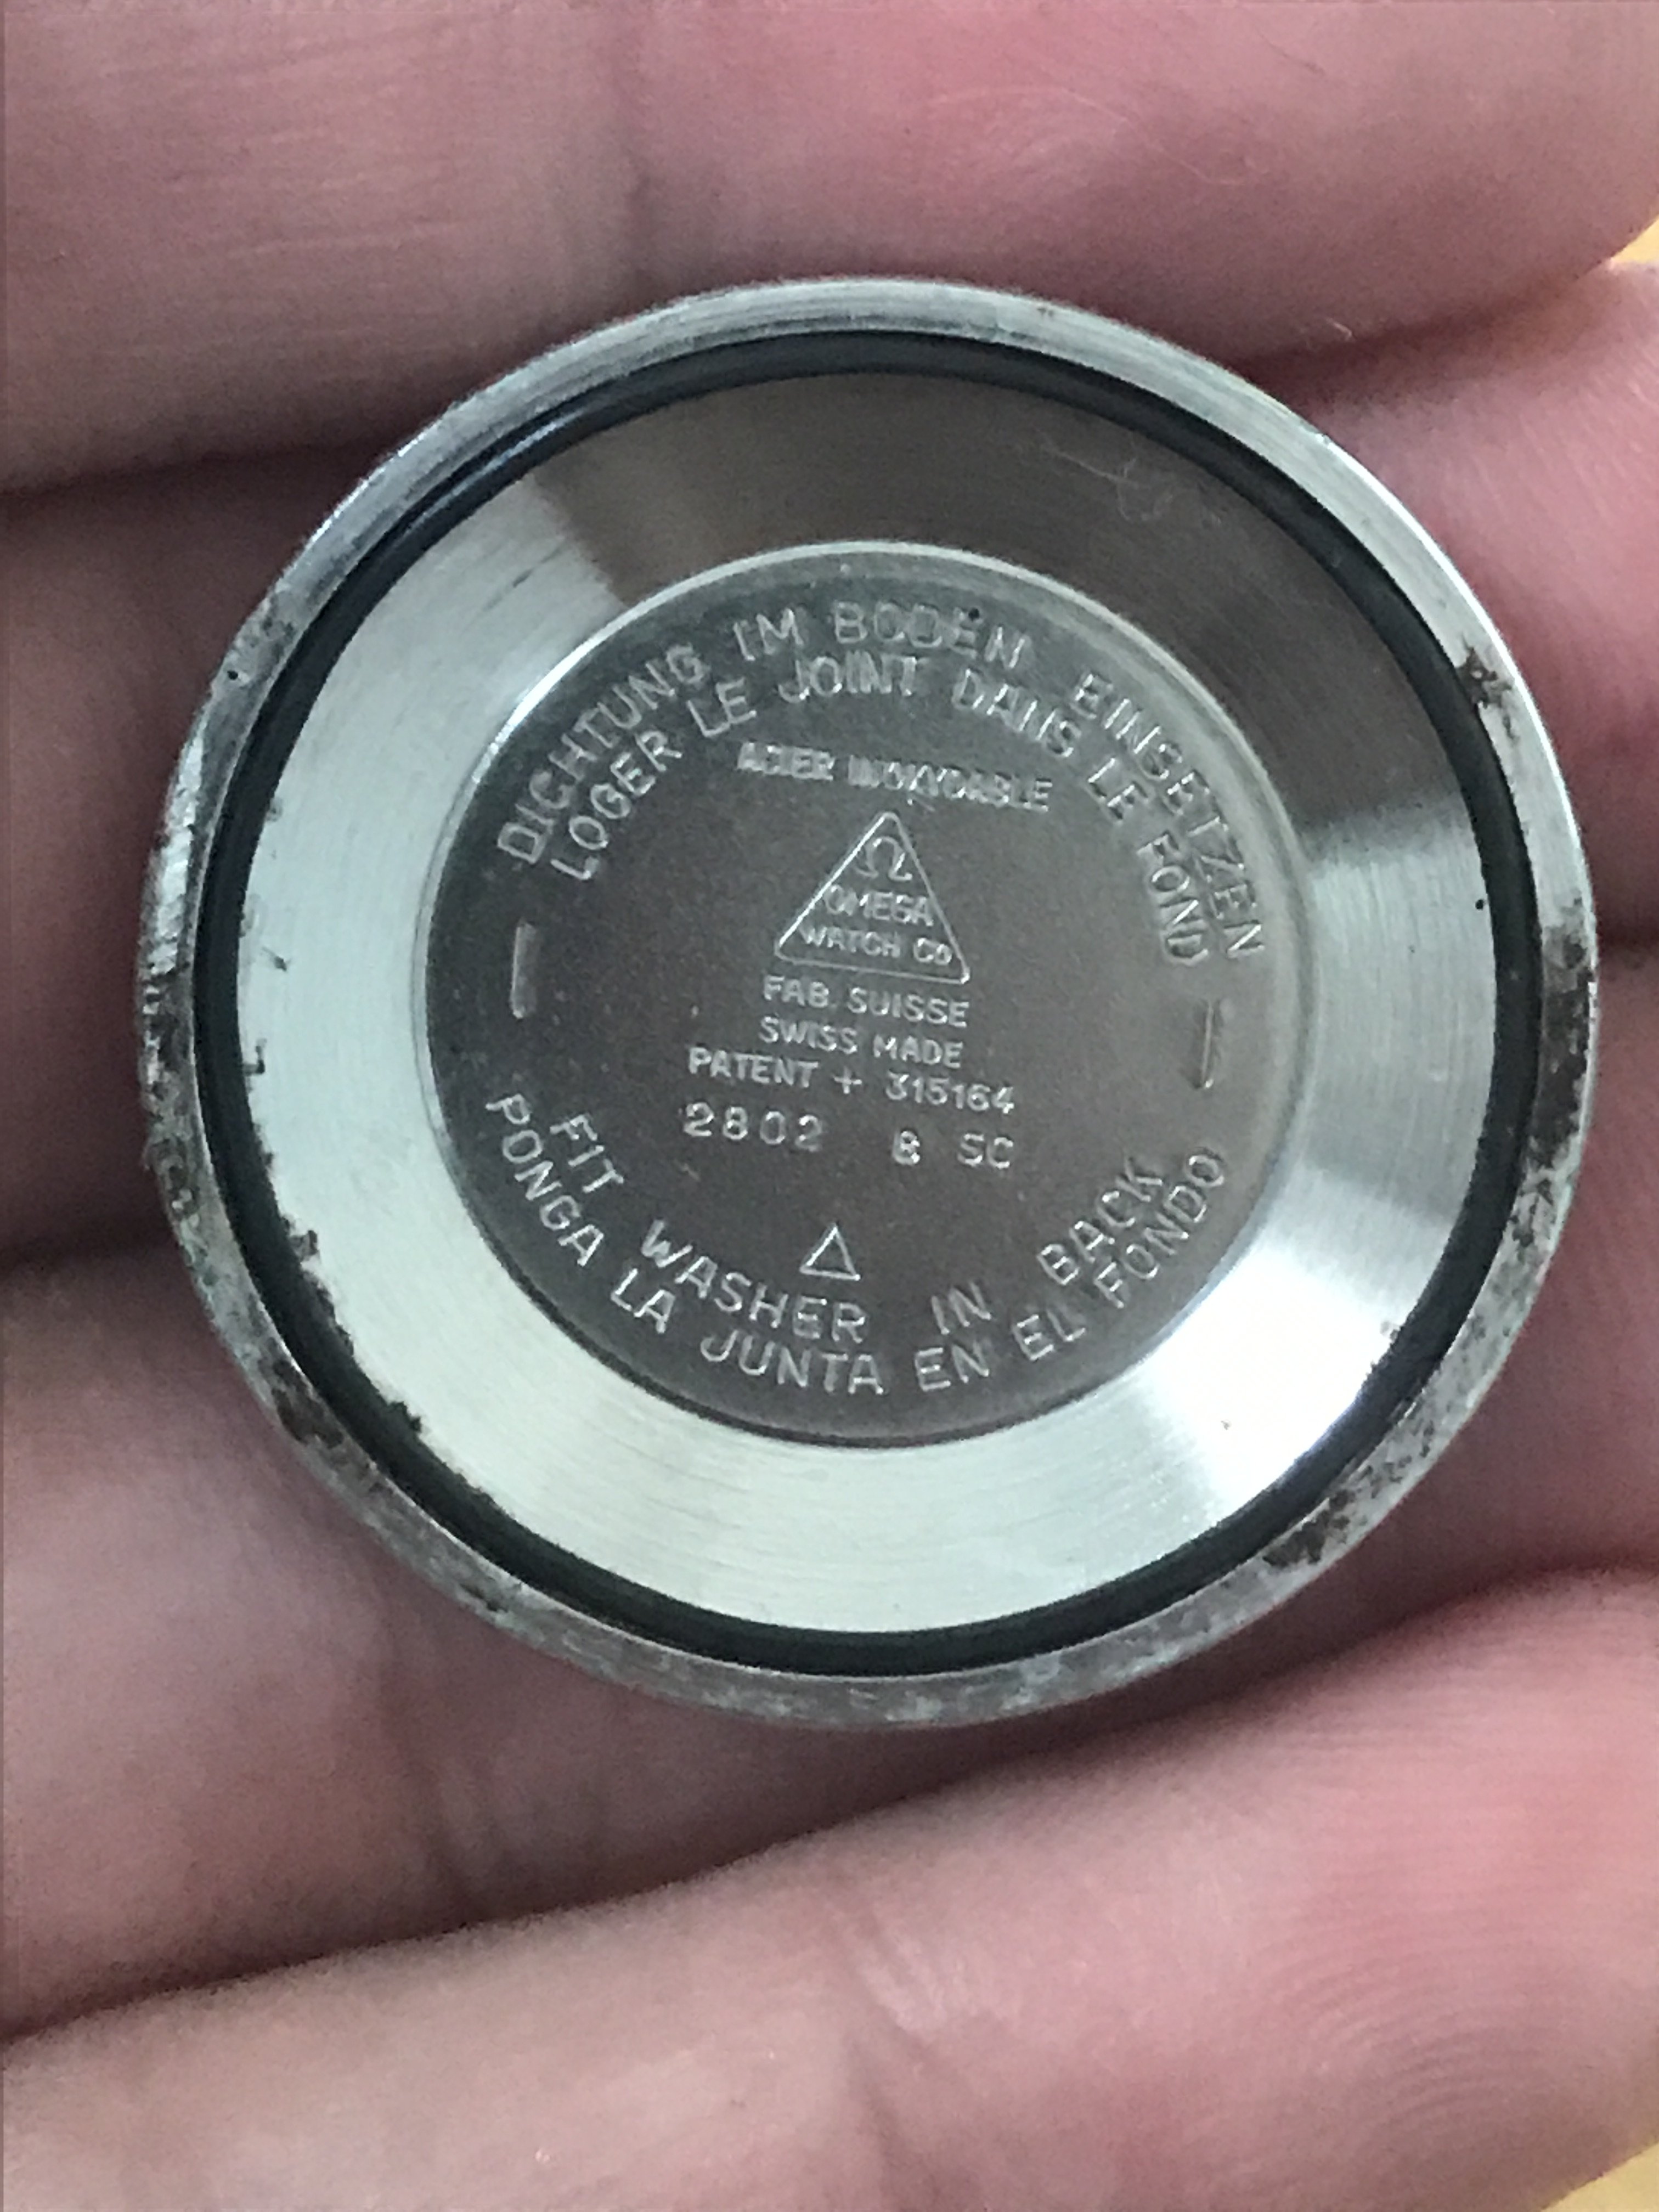 DICHTUNG IM BODEN EINSETZEN
LOGER LE JOINT DANS LE FOND
ACIER INOXYDABLE
Ω
OMEGA
WATCH CO
FAB. SUISSE
SWISS MADE
PATENT + 315164
2802 SC
FIT WASHER IN BACK
PONGA LA JUNTA EN EL FONDO